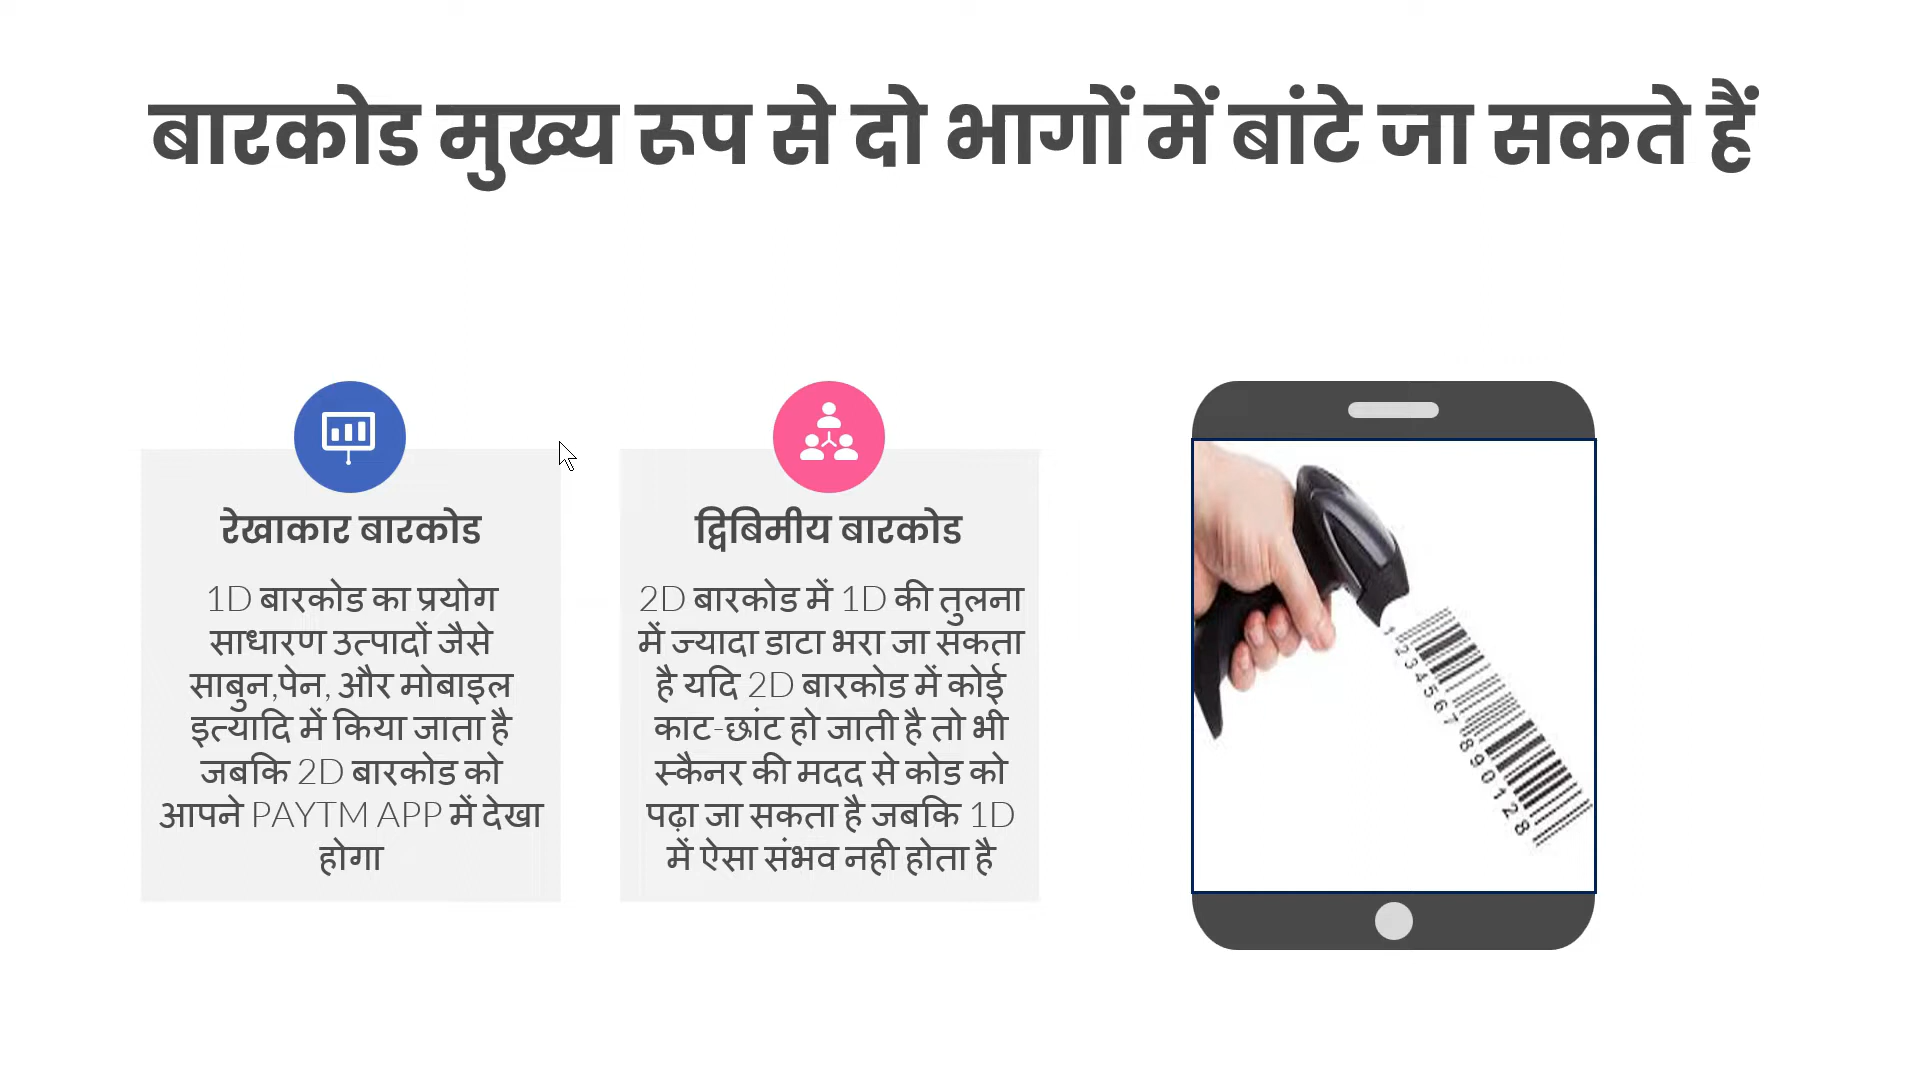 बारकोड मुख्य रूप से दो भागों में बांटे जा सकते हैं
रेखाकार बारकोड
1D बारकोड का प्रयोग
साधारण उत्पादों जैसे
साबुन,पेन, और मोबाइल
इत्यादि में किया जाता है
जबकि 2D बारकोड को
आपने PAYTM APP में देखा
होगा
द्विबिमीय बारकोड
2D बारकोड में 1D की तुलना
में ज्यादा डाटा भरा जा सकता
है यदि 2D बारकोड में कोई
काट-छांट हो जाती है तो भी
स्कैनर की मदद से कोड को
पढ़ा जा सकता है जबकि 1D
में ऐसा संभव नही होता है
1234567890128